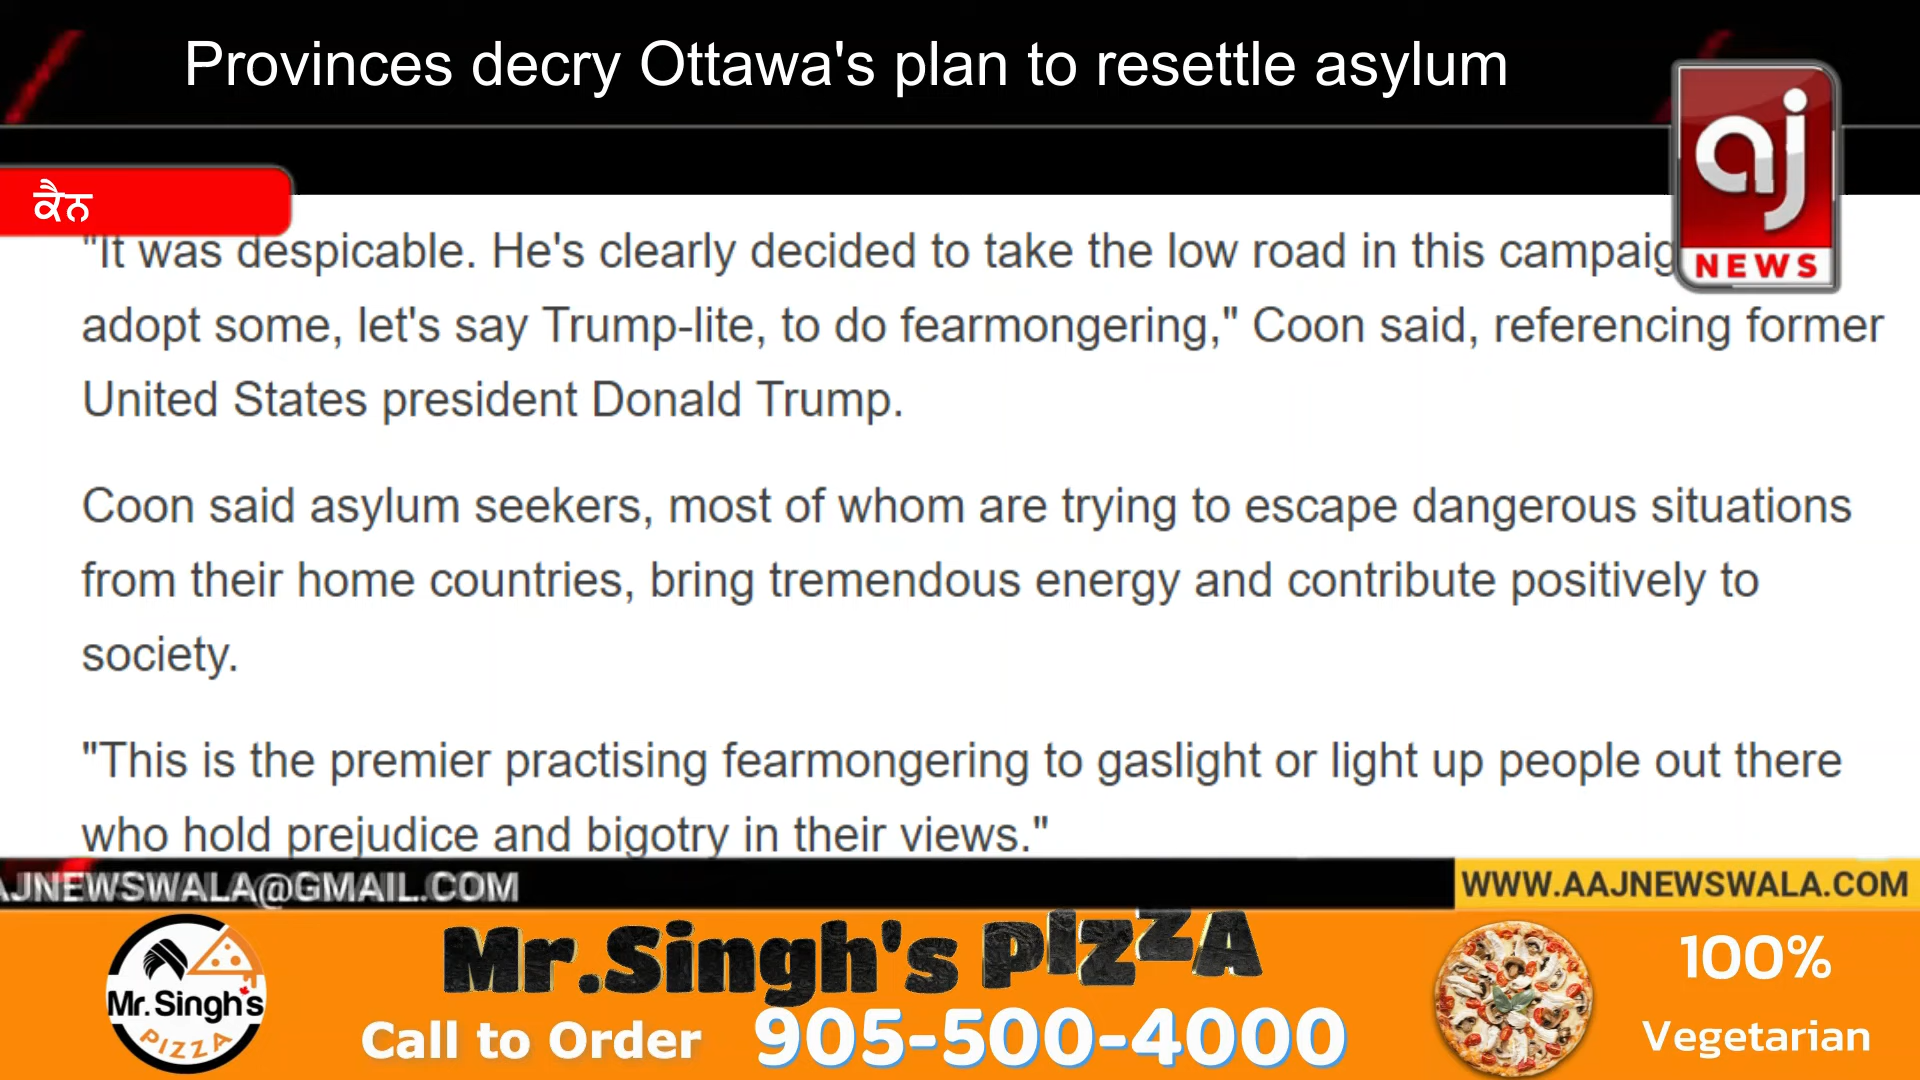 Provinces decry Ottawa's plan to resettle asylum
aj
NEWS
ਕੈਨ
"It was despicable. He's clearly decided to take the low road in this
adopt some, let's say Trump-lite, to do fearmongering," Coon said, referencing former
United States president Donald Trump.
Coon said asylum seekers, most of whom are trying to escape dangerous situations
from their home countries, bring tremendous energy and contribute positively to
society.
"This is the premier practising fearmongering to gaslight or light up people out there
who hold prejudice and bigotry in their views."
AJNEWSWALA@GMAIL.COM
WWW.AAJNEWSWALA.COM
Mr. Singh's
PIZZA
Mr.Singh's PIZZA
Call to Order 905-500-4000
100%
Vegetarian